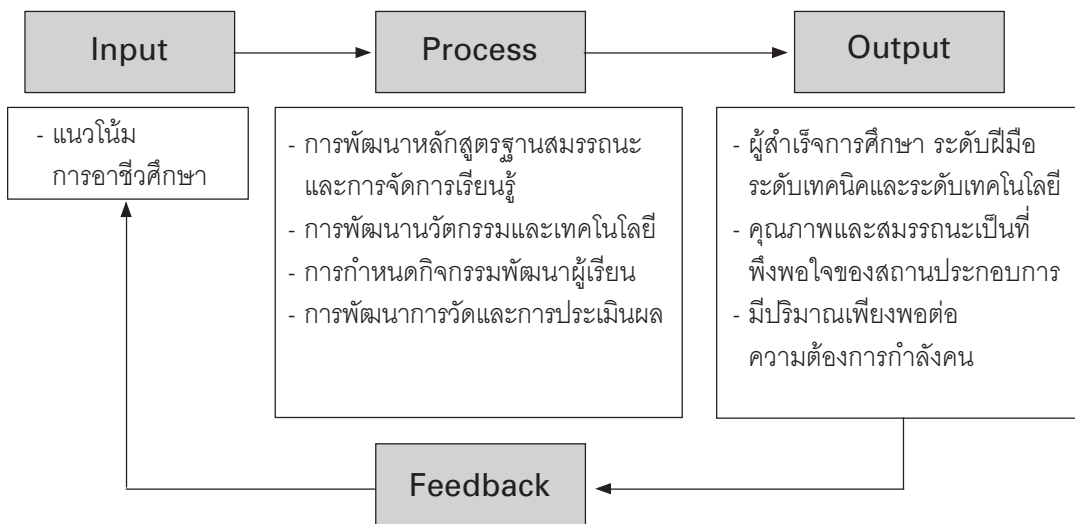 Input
Process
Output
- แนวโน้ม
การอาชีวศึกษา
- การพัฒนาหลักสูตรฐานสมรรถนะ
และการจัดการเรียนรู้
- การพัฒนานวัตกรรมและเทคโนโลยี
- การกำหนดกิจกรรมพัฒนาผู้เรียน
- การพัฒนาการวัดและการประเมินผล
- ผู้สำเร็จการศึกษา ระดับฝีมือ
ระดับเทคนิคและระดับเทคโนโลยี
- คุณภาพและสมรรถนะเป็นที่
พึงพอใจของสถานประกอบการ
- มีปริมาณเพียงพอต่อ
ความต้องการกำลังคน
Feedback